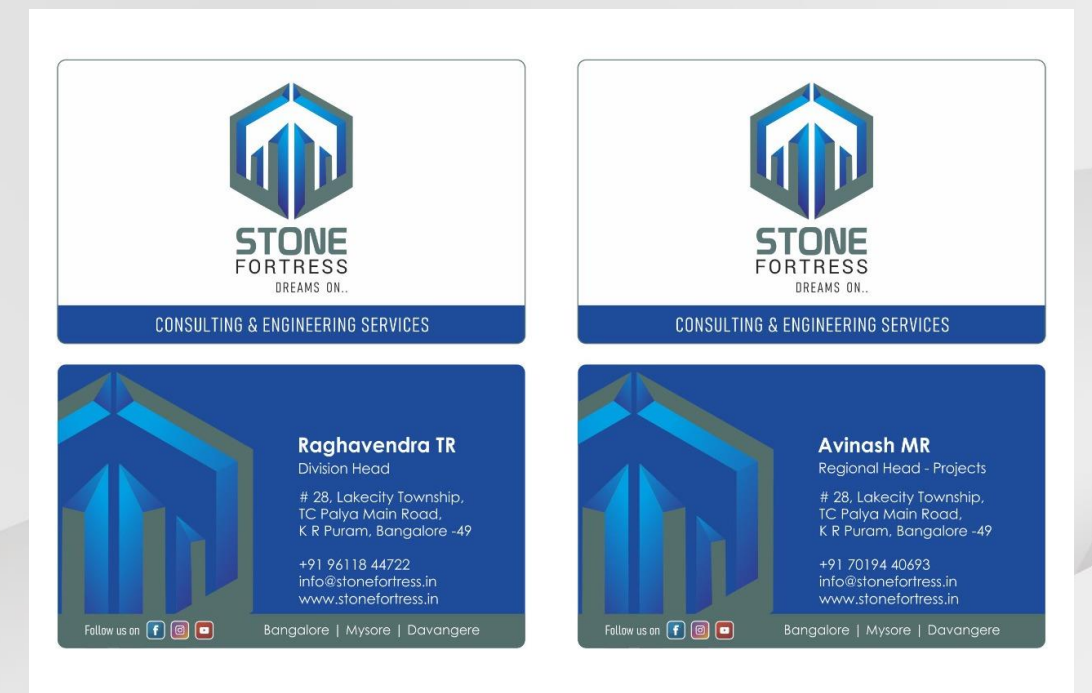 STONE
FORTRESS
DREAMS ON..
CONSULTING & ENGINEERING SERVICES
STONE
FORTRESS
DREAMS ON..
CONSULTING & ENGINEERING SERVICES
Raghavendra TR
Division Head
# 28, Lakecity Township,
TC Palya Main Road,
K R Puram, Bangalore -49
+91 96118 44722
info@stonefortress.in
www.stonefortress.in
Follow us on
Bangalore | Mysore | Davangere
Avinash MR
Regional Head - Projects
# 28, Lakecity Township,
TC Palya Main Road,
K R Puram, Bangalore -49
+91 70194 40693
info@stonefortress.in
www.stonefortress.in
Follow us on
Bangalore | Mysore | Davangere